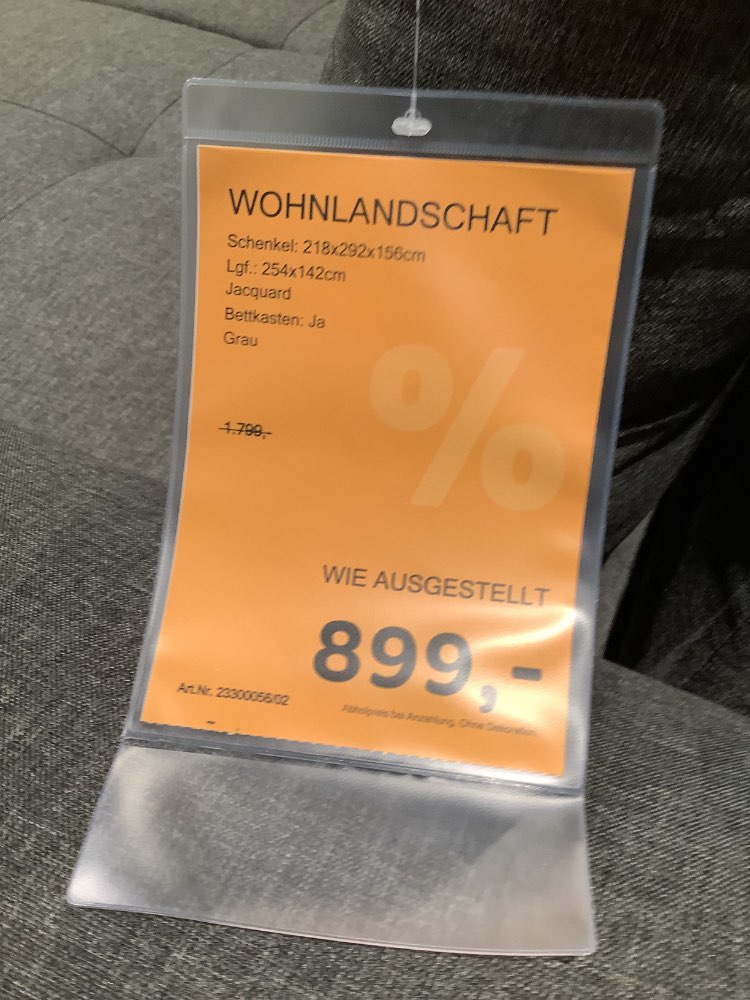 WOHNLANDSCHAFT
Schenkel: 218x292x156cm
Lgf.: 254x142cm
Jacquard
Bettkasten: Ja
Grau
%
1.799,-
WIE AUSGESTELLT
899,-
Art.Nr. 23300056/02
Abholpreis bei Anzahlung. Ohne Dekoration.